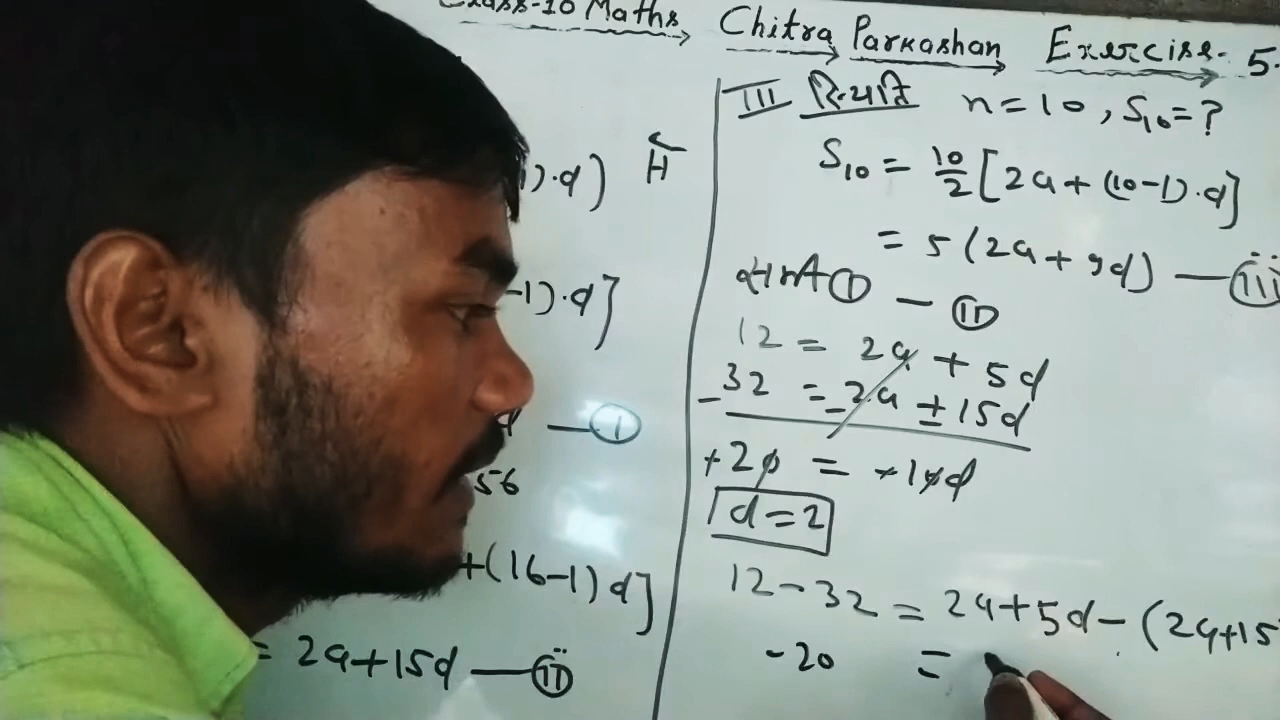 Class-10 Maths Chitra Parkashan Exercise- 5.
1).d) H
-1).d]
d — ①
56
+(16-1)d]
= 2a+15d — ⅱ
III स्थिति n=10, S₁₀=?
S₁₀ = 10/2 [2a+(10-1).d]
= 5(2a+9d) — ⅲ
① — ⅱ
12 = 2a + 5d
-32 = -2a ± 15d
+20 = +10d
d=2
12-32 = 2a+5d-(2a+15
-20 =